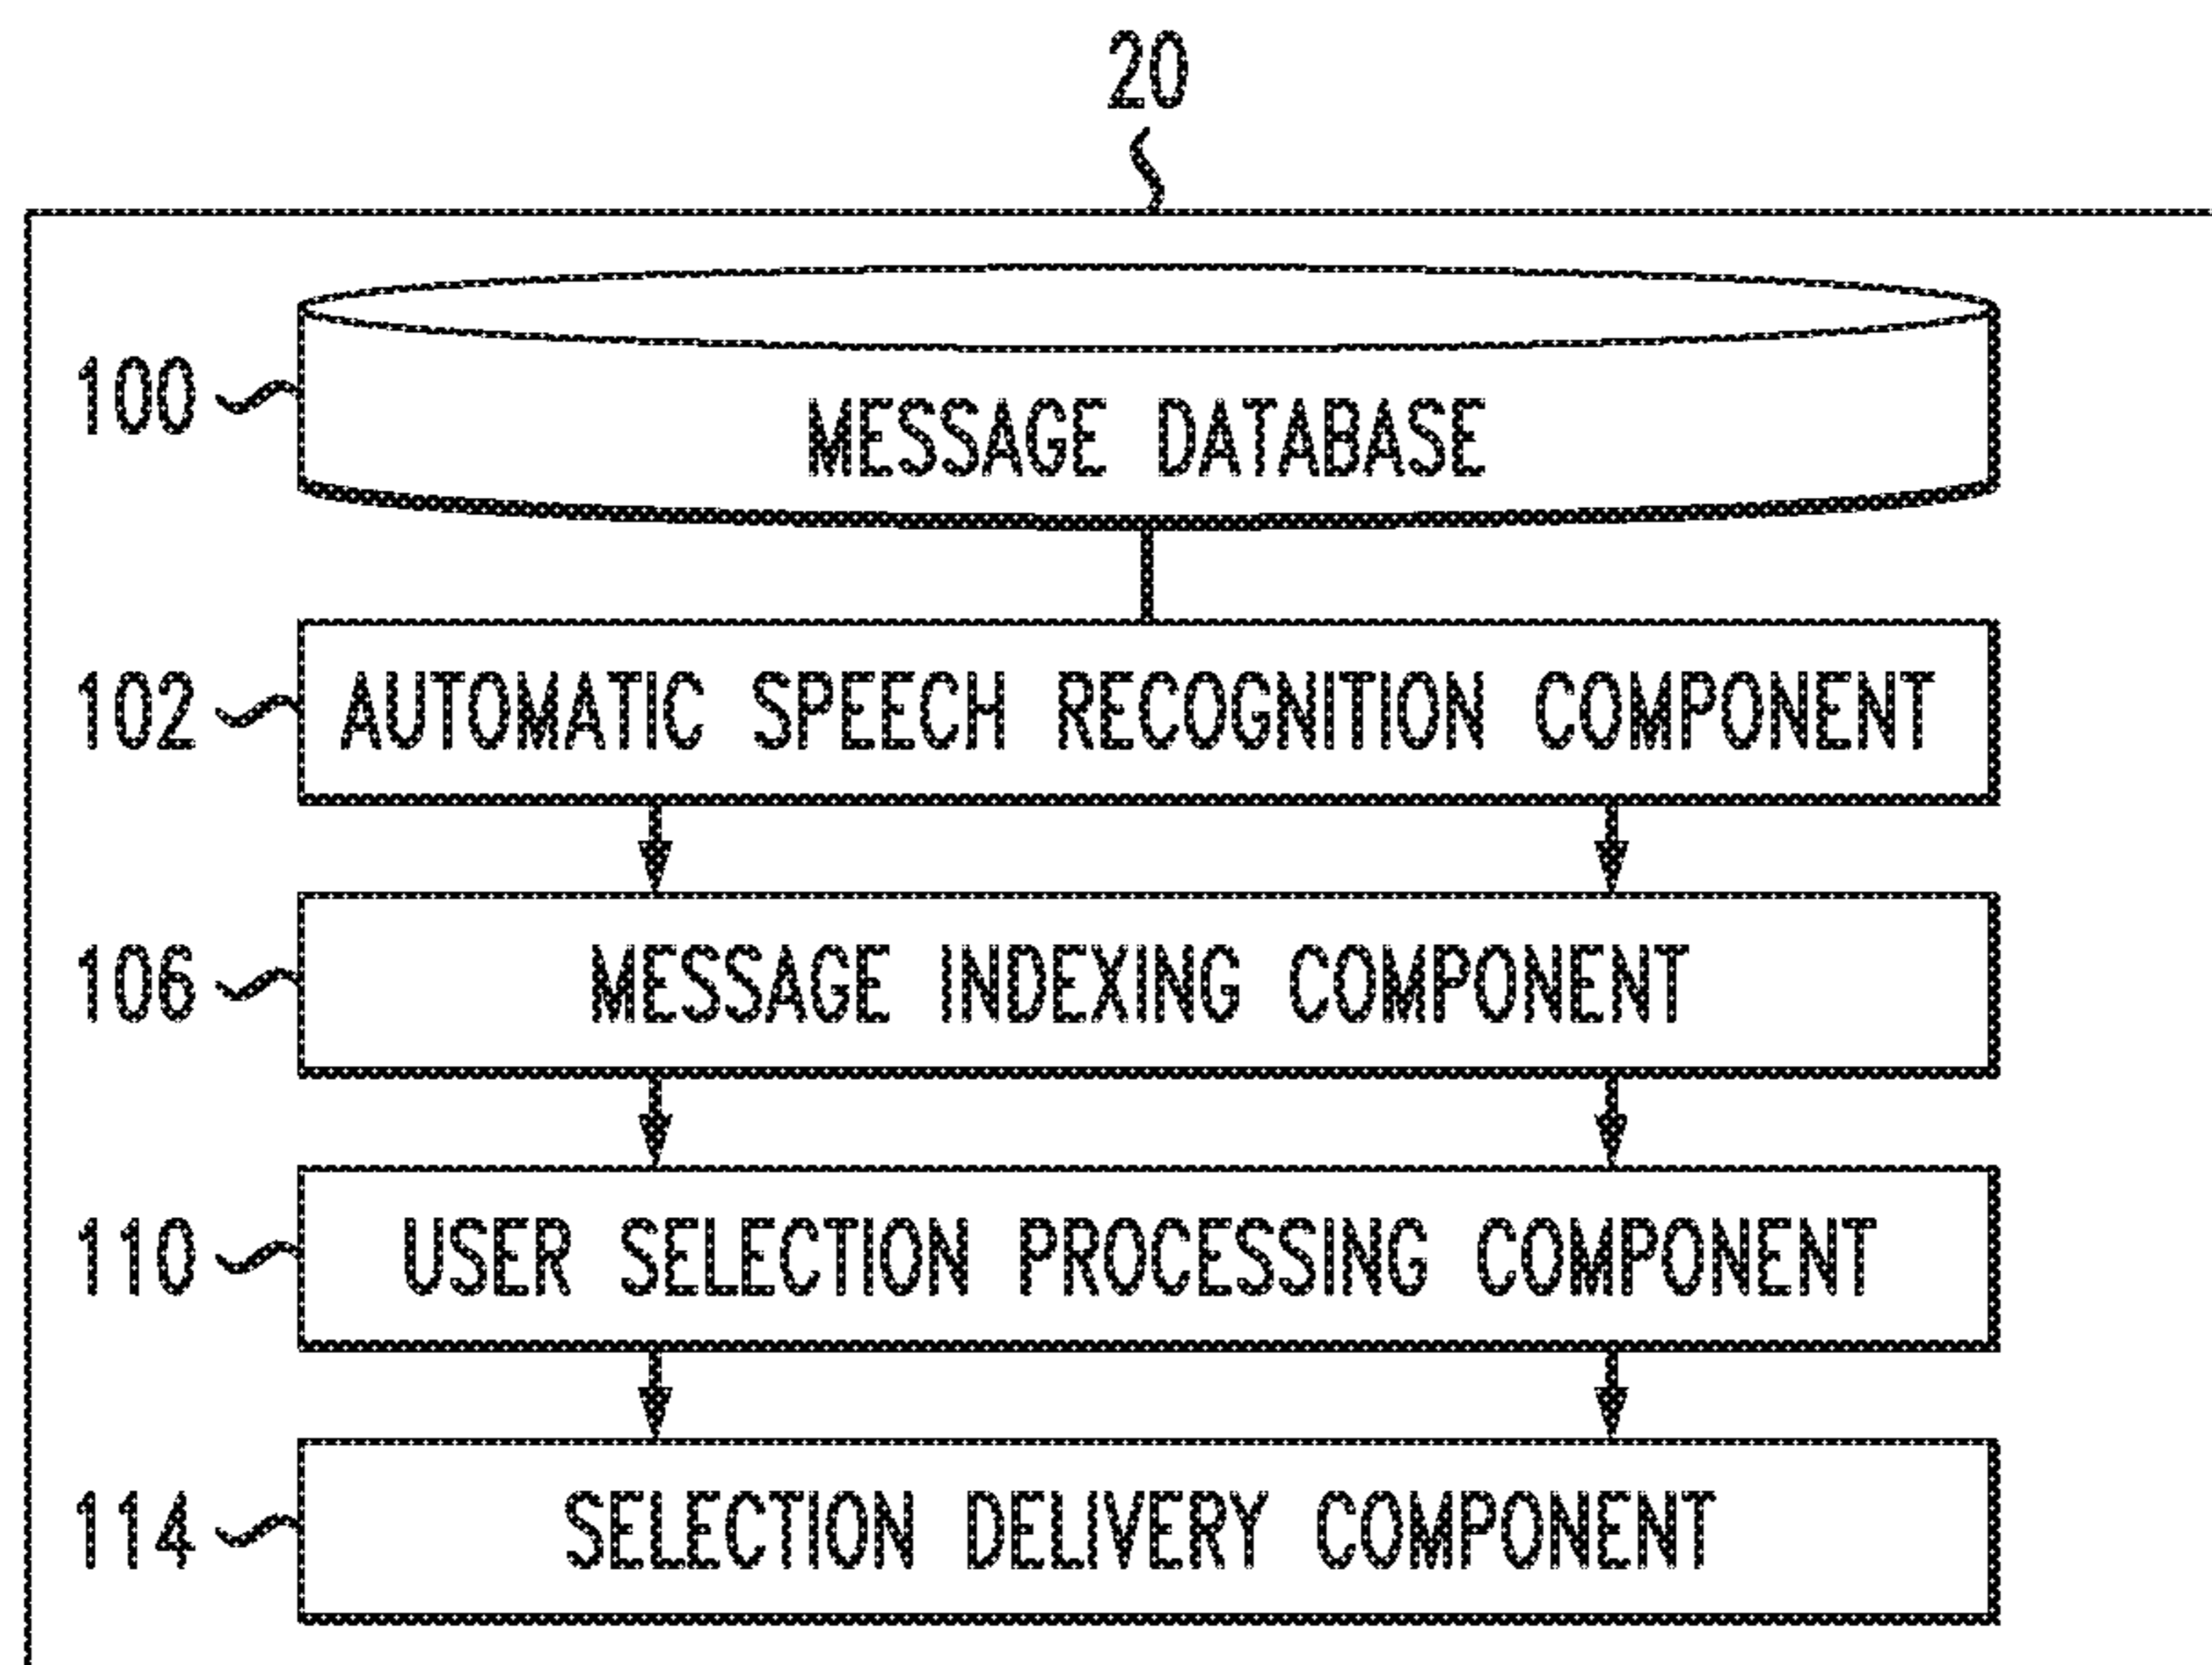 20
100 MESSAGE DATABASE
102 AUTOMATIC SPEECH RECOGNITION COMPONENT
106 MESSAGE INDEXING COMPONENT
110 USER SELECTION PROCESSING COMPONENT
114 SELECTION DELIVERY COMPONENT